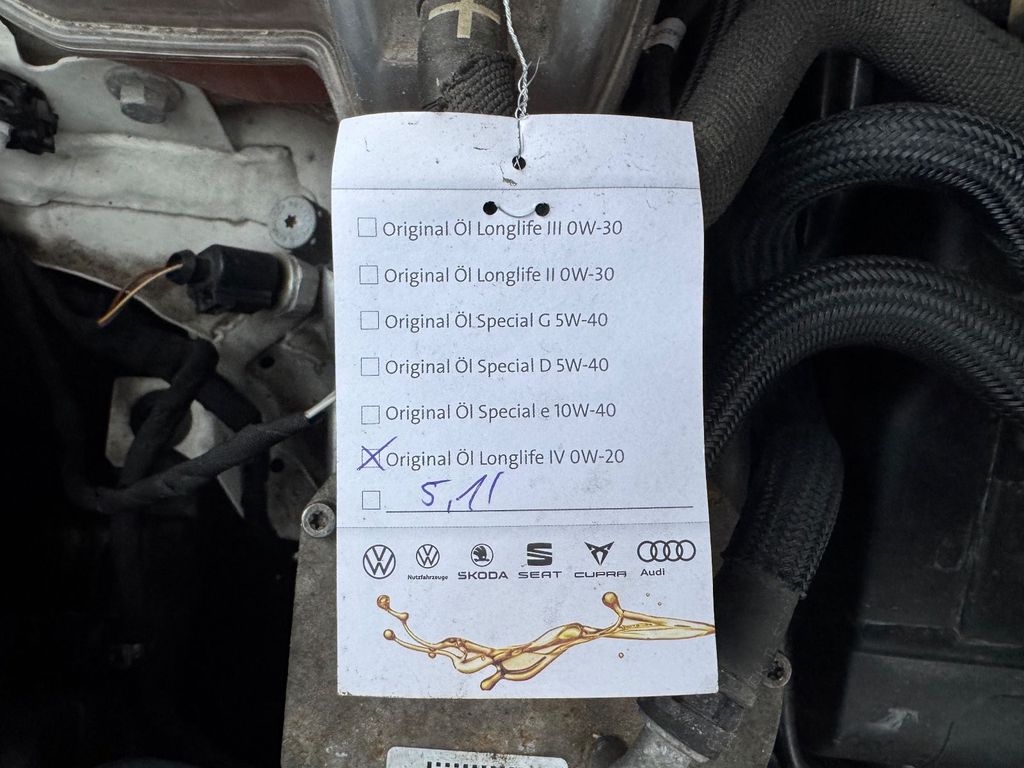 Original Öl Longlife III 0W-30
Original Öl Longlife II 0W-30
Original Öl Special G 5W-40
Original Öl Special D 5W-40
Original Öl Special e 10W-40
Original Öl Longlife IV 0W-20
5,1l
Nutzfahrzeuge ŠKODA SEAT CUPRA Audi